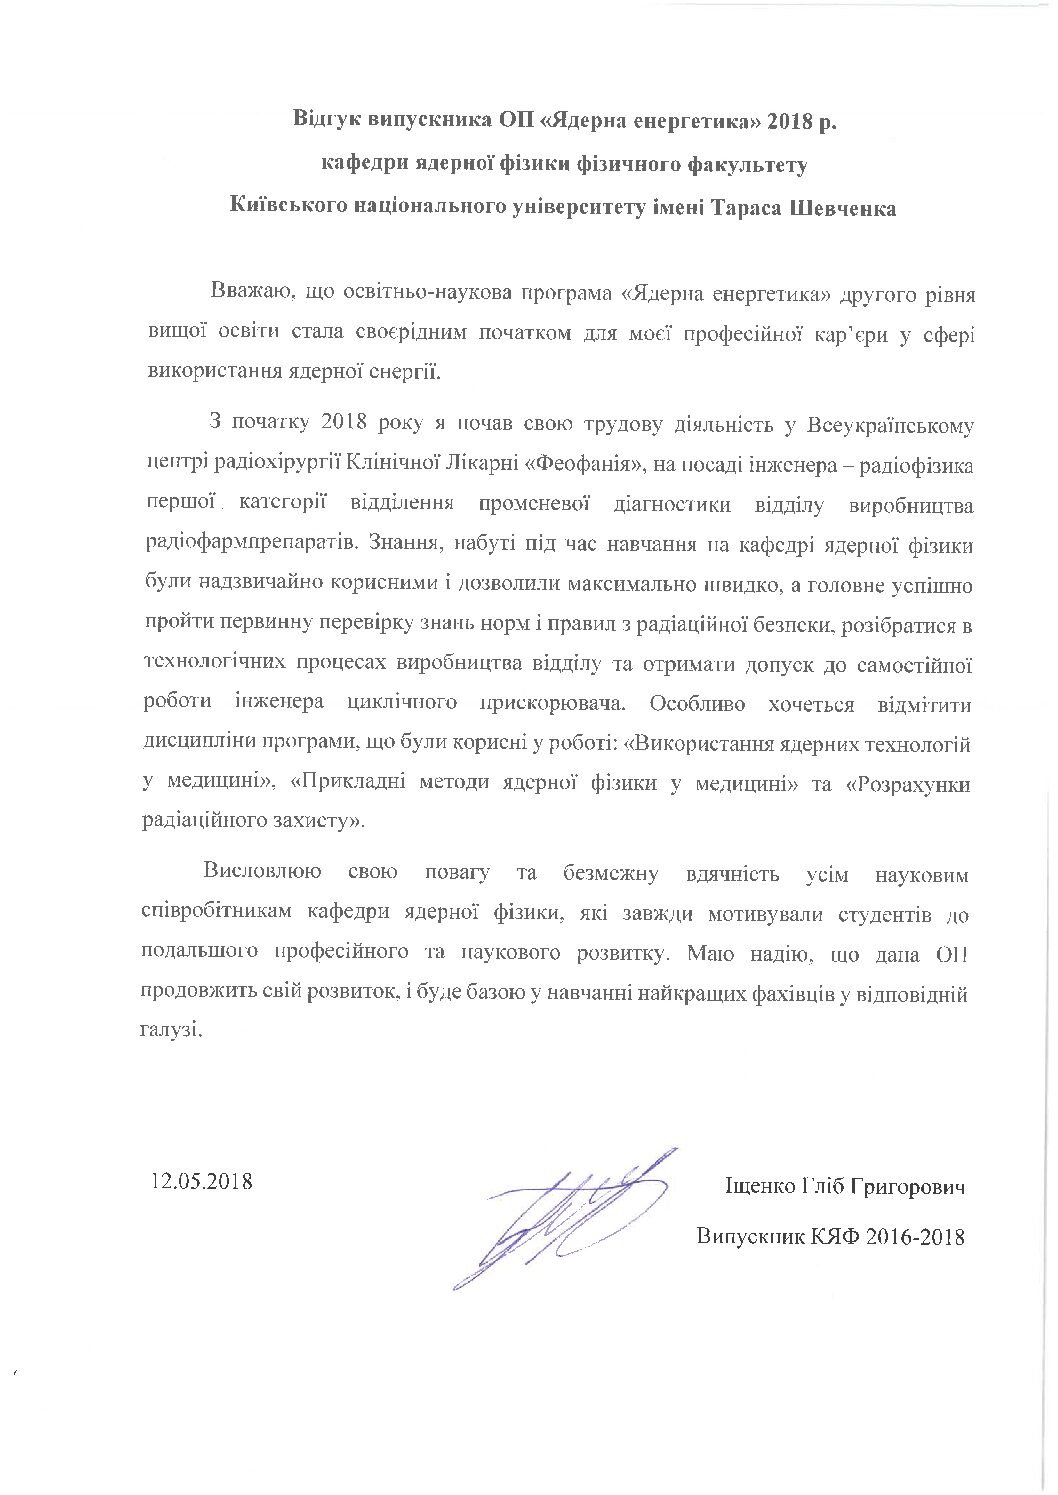 Відгук випускника ОП «Ядерна енергетика» 2018 р.
кафедри ядерної фізики фізичного факультету
Київського національного університету імені Тараса Шевченка
Вважаю, що освітньо-наукова програма «Ядерна енергетика» другого рівня
вищої освіти стала своєрідним початком для моєї професійної кар’єри у сфері
використання ядерної енергії.
З початку 2018 року я почав свою трудову діяльність у Всеукраїнському
центрі радіохірургії Клінічної Лікарні «Феофанія», на посаді інженера – радіофізика
першої категорії відділення променевої діагностики відділу виробництва
радіофармпрепаратів. Знання, набуті під час навчання на кафедрі ядерної фізики
були надзвичайно корисними і дозволили максимально швидко, а головне успішно
пройти первинну перевірку знань норм і правил з радіаційної безпеки, розібратися в
технологічних процесах виробництва відділу та отримати допуск до самостійної
роботи інженера циклічного прискорювача. Особливо хочеться відмітити
дисципліни програми, що були корисні у роботі: «Використання ядерних технологій
у медицині», «Прикладні методи ядерної фізики у медицині» та «Розрахунки
радіаційного захисту».
Висловлюю свою повагу та безмежну вдячність усім науковим
співробітникам кафедри ядерної фізики, які завжди мотивували студентів до
подальшого професійного та наукового розвитку. Маю надію, що дана ОП
продовжить свій розвиток, і буде базою у навчанні найкращих фахівців у відповідній
галузі.
12.05.2018
Іщенко Гліб Григорович
Випускник КЯФ 2016-2018